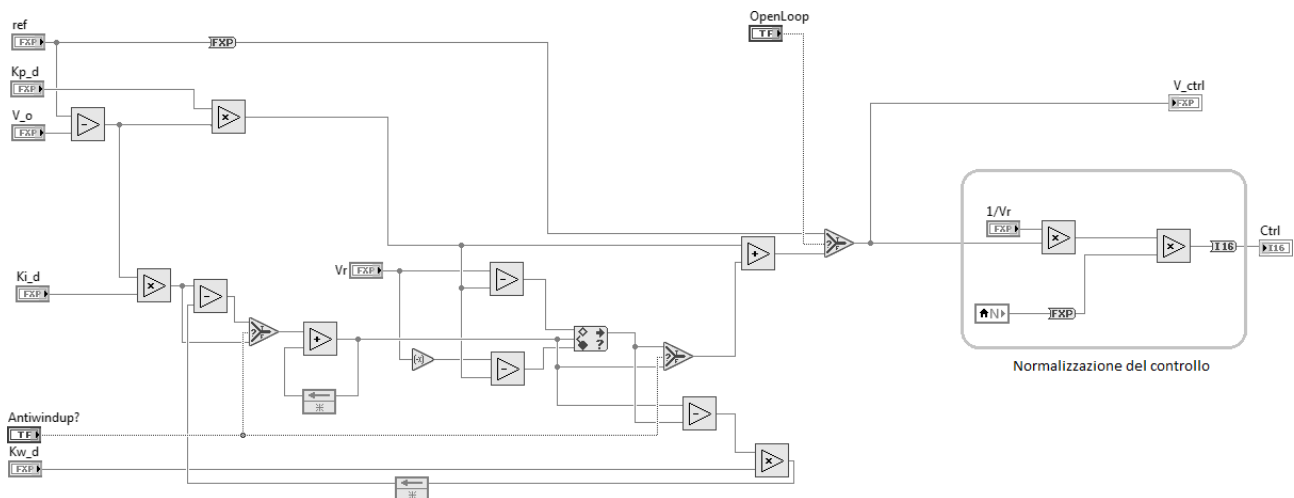 ref
FXP
FXP
OpenLoop
TF
Kp_d
FXP
V_o
FXP
V_ctrl
FXP
1/Vr
FXP
Ctrl
I16
I16
Vr
FXP
Ki_d
FXP
N
FXP
Normalizzazione del controllo
Antiwindup?
TF
Kw_d
FXP